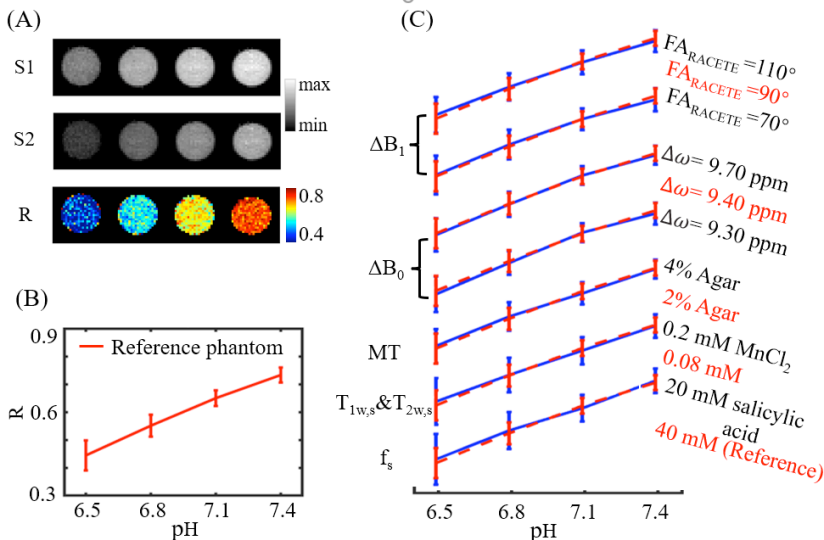 (A)
S1
S2
R
max
min
0.8
0.4
(B)
0.9
0.6
0.3
R
Reference phantom
6.5 6.8 7.1 7.4
pH
(C)
ΔB1
ΔB0
MT
T1w,s&T2w,s
fs
FARACETE=110°
FARACETE=90°
FARACETE=70°
Δω= 9.70 ppm
Δω= 9.40 ppm
Δω= 9.30 ppm
4% Agar
2% Agar
0.2 mM MnCl2
0.08 mM
20 mM salicylic
acid
40 mM (Reference)
6.5 6.8 7.1 7.4
pH